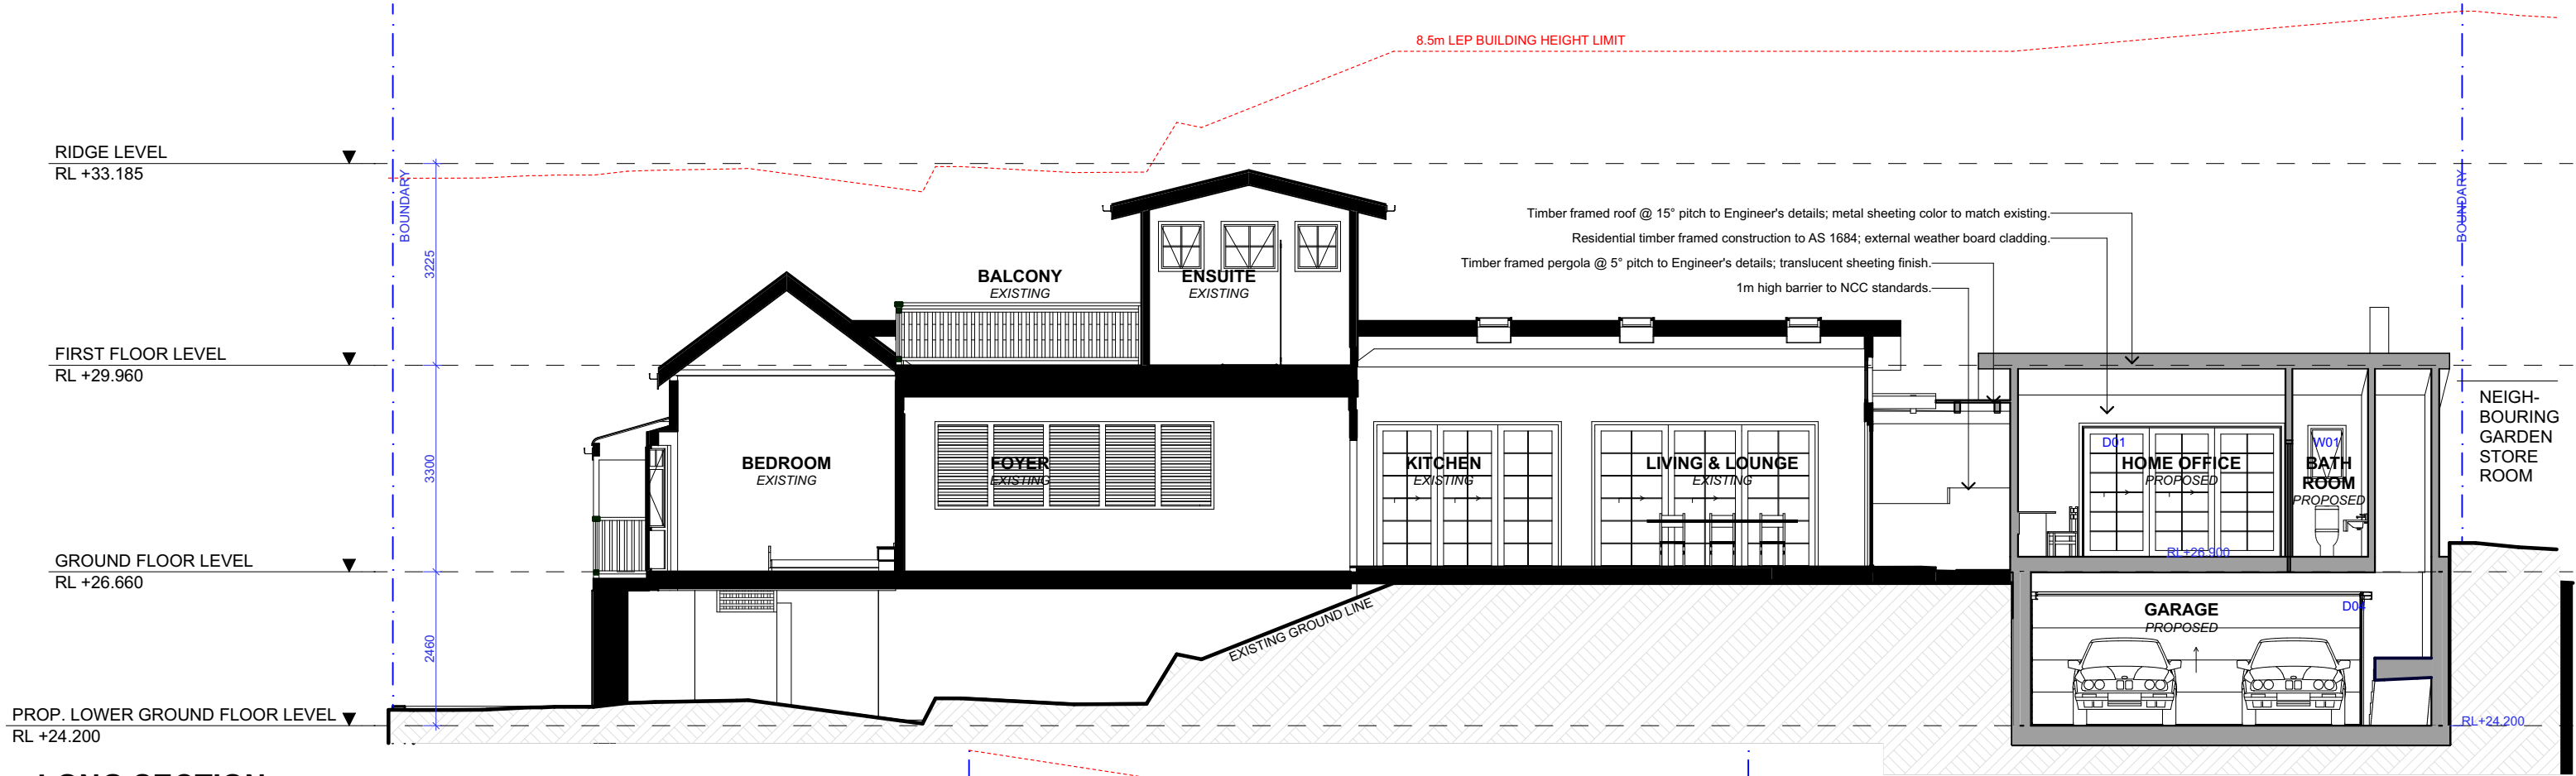 8.5m LEP BUILDING HEIGHT LIMIT
RIDGE LEVEL
RL +33.185
BOUNDARY
BOUNDARY
Timber framed roof @ 15° pitch to Engineer's details; metal sheeting color to match existing.
Residential timber framed construction to AS 1684; external weather board cladding.
Timber framed pergola @ 5° pitch to Engineer's details; translucent sheeting finish.
1m high barrier to NCC standards.
3225
BALCONY
EXISTING
ENSUITE
EXISTING
FIRST FLOOR LEVEL
RL +29.960
NEIGH-
BOURING
GARDEN
STORE
ROOM
3300
BEDROOM
EXISTING
FOYER
EXISTING
KITCHEN
EXISTING
LIVING & LOUNGE
EXISTING
D01
HOME OFFICE
PROPOSED
W01
BATH
ROOM
PROPOSED
RL+26.900
GROUND FLOOR LEVEL
RL +26.660
2460
EXISTING GROUND LINE
GARAGE
PROPOSED
D04
PROP. LOWER GROUND FLOOR LEVEL
RL +24.200
RL+24.200
LONG SECTION